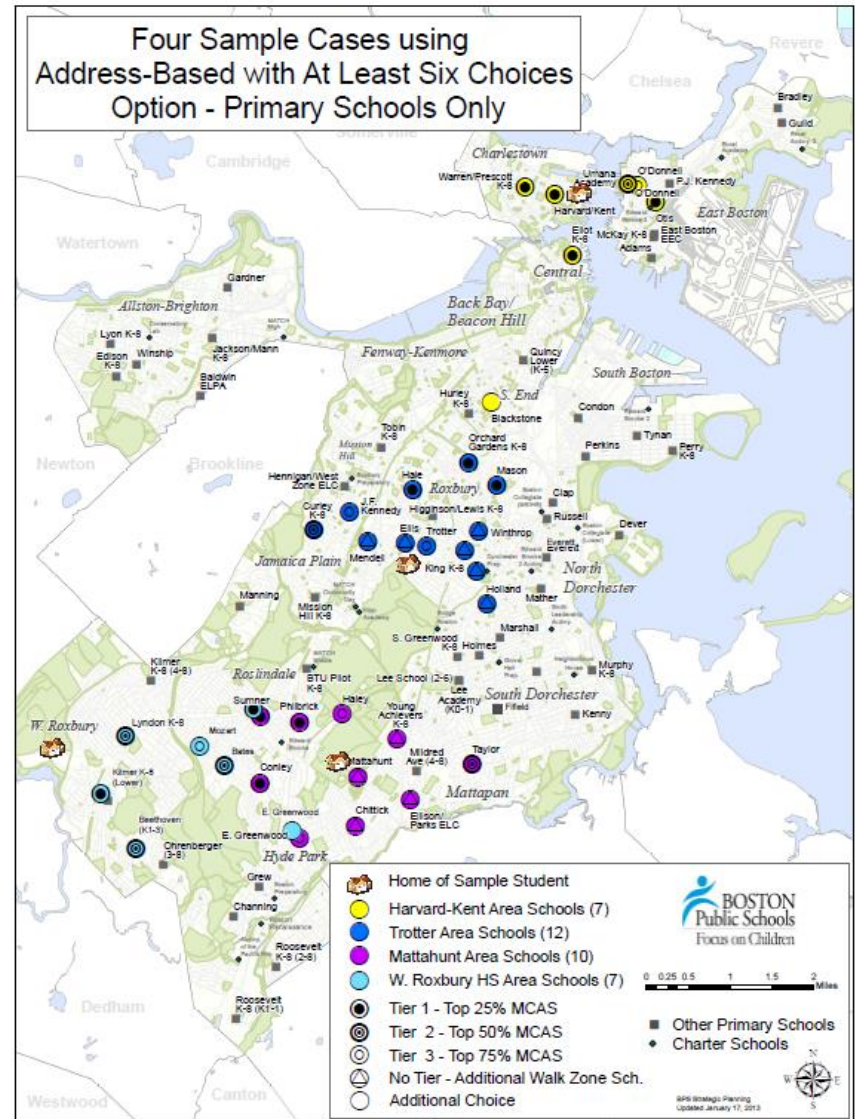 Four Sample Cases using
Address-Based with At Least Six Choices
Option - Primary Schools Only
Revere
Chelsea
Somerville
Cambridge
Bradley
Guild
Charlestown
Warren/Prescott
K-8
Umana
Academy
O'Donnell
P.J. Kennedy
O'Donnell
Harvard/Kent
Otis
East Boston
Eliot
K-8
McKay K-8
East Boston
EEC
Adams
Central
Watertown
Gardner
Allston-Brighton
Back Bay/
Beacon Hill
Lyon K-8
Edison
K-8
Winship
Jackson/Mann
K-8
Baldwin
ELPA
Fenway-Kenmore
Quincy
Lower
(K-5)
South Boston
Hurley
K-8
S. End
Blackstone
Condon
Tynan
Perry
K-8
Perkins
Tobin
K-8
Mission
Hill
Orchard
Gardens K-8
Newton
Brookline
Hennigan/West
Zone ELC
Hale
Roxbury
Mason
Clap
Curley
K-8
J.F.
Kennedy
Higginson/Lewis K-8
Russell
Dever
Ellis
Trotter
Winthrop
Everett
Everett
Mendell
King K-8
Jamaica Plain
North
Dorchester
Holland
Mather
Manning
Mission
Hill K-8
Marshall
S. Greenwood
K-8
Holmes
Kilmer
K-8 (4-8)
Roslindale
BTU Pilot
K-8
Lee School (2-6)
Lee
Academy
(K0-1)
Murphy
K-8
South Dorchester
Fifield
Kenny
W. Roxbury
Lyndon K-8
Sumner
Philbrick
Haley
Young
Achievers
K-8
Mozart
Bates
Mattahunt
Mildred
Ave (4-8)
Taylor
Kilmer K-8
(Lower)
Conley
Mattapan
Beethoven
(K1-3)
Ohrenberger
(3-8)
E. Greenwood
E. Greenwood
Chittick
Ellison/
Parks ELC
Hyde Park
Grew
Channing
Roosevelt
K-8 (2-8)
Roosevelt
K-8 (K1-1)
Dedham
Westwood
Canton
Home of Sample Student
Harvard-Kent Area Schools (7)
Trotter Area Schools (12)
Mattahunt Area Schools (10)
W. Roxbury HS Area Schools (7)
Tier 1 - Top 25% MCAS
Tier 2 - Top 50% MCAS
Tier 3 - Top 75% MCAS
No Tier - Additional Walk Zone Sch.
Additional Choice
BOSTON
Public Schools
Focus on Children
0 0.25 0.5 1 1.5 2
Miles
Other Primary Schools
Charter Schools
N
W E
S
BPS Strategic Planning
Updated January 17, 2013